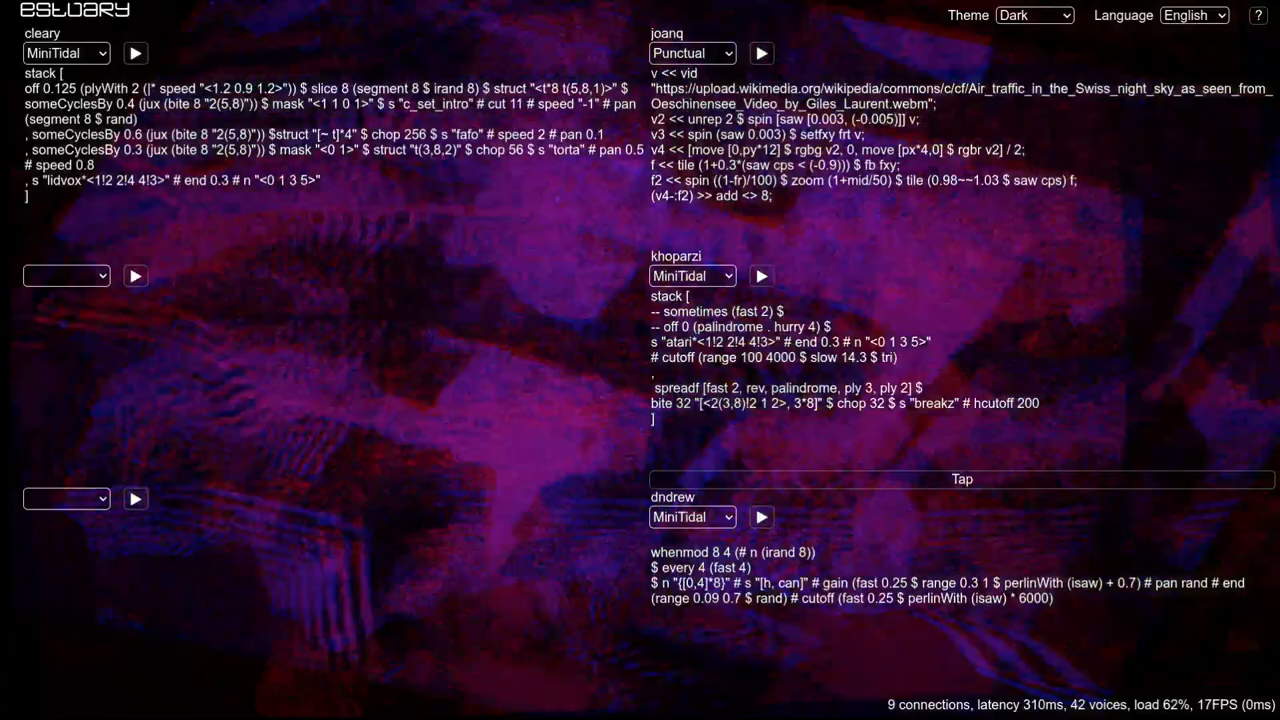 estuary
Theme Dark Language English ?
cleary
MiniTidal
stack [
off 0.125 (plyWith 2 (|* speed "<1.2 0.9 1.2>")) $ slice 8 (segment 8 $ irand 8) $ struct "<t*8 t(5,8,1)>" $
someCyclesBy 0.4 (jux (bite 8 "2(5,8)")) $ mask "<1 1 0 1>" $ s "c_set_intro" # cut 11 # speed "-1" # pan
(segment 8 $ rand)
, someCyclesBy 0.6 (jux (bite 8 "2(5,8)")) $struct "[~ t]*4" $ chop 256 $ s "fafo" # speed 2 # pan 0.1
, someCyclesBy 0.3 (jux (bite 8 "2(5,8)")) $ mask "<0 1>" $ struct "t(3,8,2)" $ chop 56 $ s "torta" # pan 0.5
# speed 0.8
, s "lidvox*<1!2 2!4 4!3>" # end 0.3 # n "<0 1 3 5>"
]
joanq
Punctual
v << vid
"https://upload.wikimedia.org/wikipedia/commons/c/cf/Air_traffic_in_the_Swiss_night_sky_as_seen_from_
Oeschinensee_Video_by_Giles_Laurent.webm";
v2 << unrep 2 $ spin [saw [0.003, (-0.005)]] v;
v3 << spin (saw 0.003) $ setfxy frt v;
v4 << [move [0,py*12] $ rgbg v2, 0, move [px*4,0] $ rgbr v2] / 2;
f << tile (1+0.3*(saw cps < (-0.9))) $ fb fxy;
f2 << spin ((1-fr)/100) $ zoom (1+mid/50) $ tile (0.98~~1.03 $ saw cps) f;
(v4-:f2) >> add <> 8;
khoparzi
MiniTidal
stack [
-- sometimes (fast 2) $
-- off 0 (palindrome . hurry 4) $
s "atari*<1!2 2!4 4!3>" # end 0.3 # n "<0 1 3 5>"
# cutoff (range 100 4000 $ slow 14.3 $ tri)
,
spreadf [fast 2, rev, palindrome, ply 3, ply 2] $
bite 32 "[<2(3,8)!2 1 2>, 3*8]" $ chop 32 $ s "breakz" # hcutoff 200
]
Tap
dndrew
MiniTidal
whenmod 8 4 (# n (irand 8))
$ every 4 (fast 4)
$ n "{[0,4]*8}" # s "[h, can]" # gain (fast 0.25 $ range 0.3 1 $ perlinWith (isaw) + 0.7) # pan rand # end
(range 0.09 0.7 $ rand) # cutoff (fast 0.25 $ perlinWith (isaw) * 6000)
9 connections, latency 310ms, 42 voices, load 62%, 17FPS (0ms)